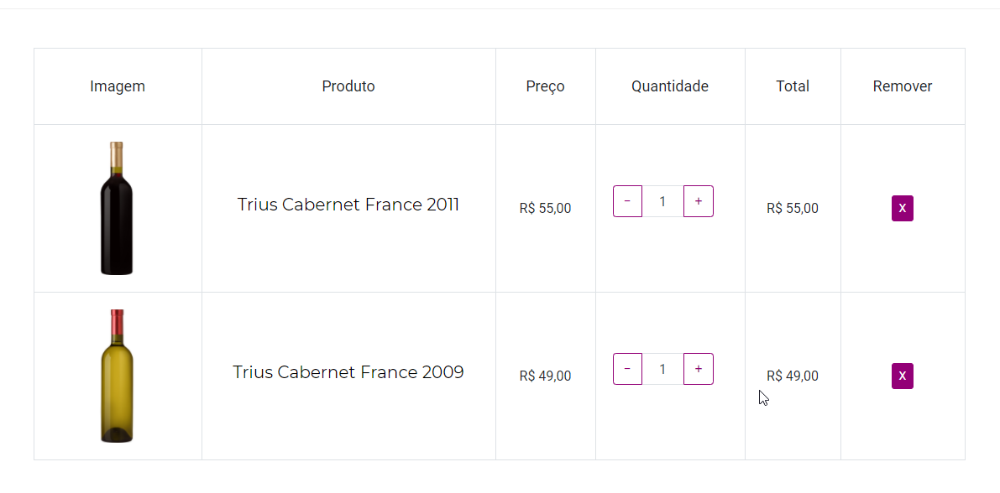 Imagem Produto Preço Quantidade Total Remover
Trius Cabernet France 2011 R$ 55,00 − 1 + R$ 55,00 X
Trius Cabernet France 2009 R$ 49,00 − 1 + R$ 49,00 X